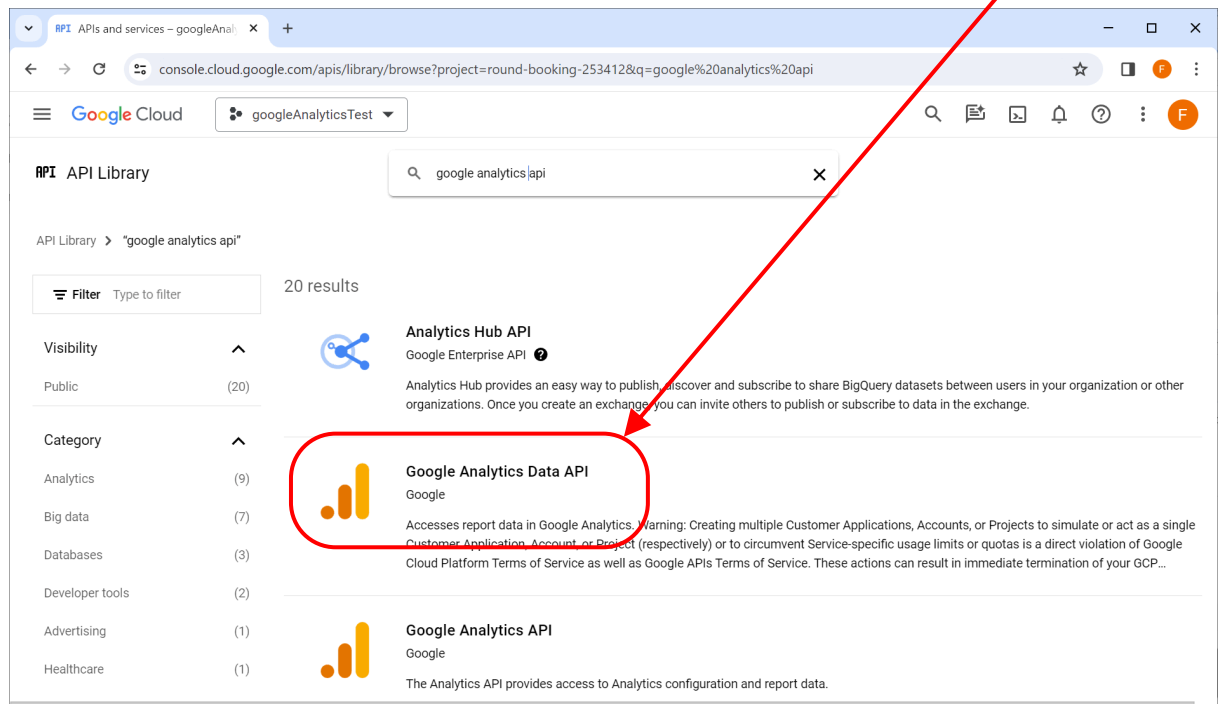 API APIs and services – googleAnal
console.cloud.google.com/apis/library/browse?project=round-booking-253412&q=google%20analytics%20api
F
Google Cloud
googleAnalyticsTest
F
API API Library
google analytics api
API Library
"google analytics api"
Filter Type to filter
20 results
Visibility
Public (20)
Category
Analytics (9)
Big data (7)
Databases (3)
Developer tools (2)
Advertising (1)
Healthcare (1)
Analytics Hub API
Google Enterprise API
Analytics Hub provides an easy way to publish, discover and subscribe to share BigQuery datasets between users in your organization or other
organizations. Once you create an exchange, you can invite others to publish or subscribe to data in the exchange.
Google Analytics Data API
Google
Accesses report data in Google Analytics. Warning: Creating multiple Customer Applications, Accounts, or Projects to simulate or act as a single
Customer Application, Account, or Project (respectively) or to circumvent Service-specific usage limits or quotas is a direct violation of Google
Cloud Platform Terms of Service as well as Google APIs Terms of Service. These actions can result in immediate termination of your GCP…
Google Analytics API
Google
The Analytics API provides access to Analytics configuration and report data.